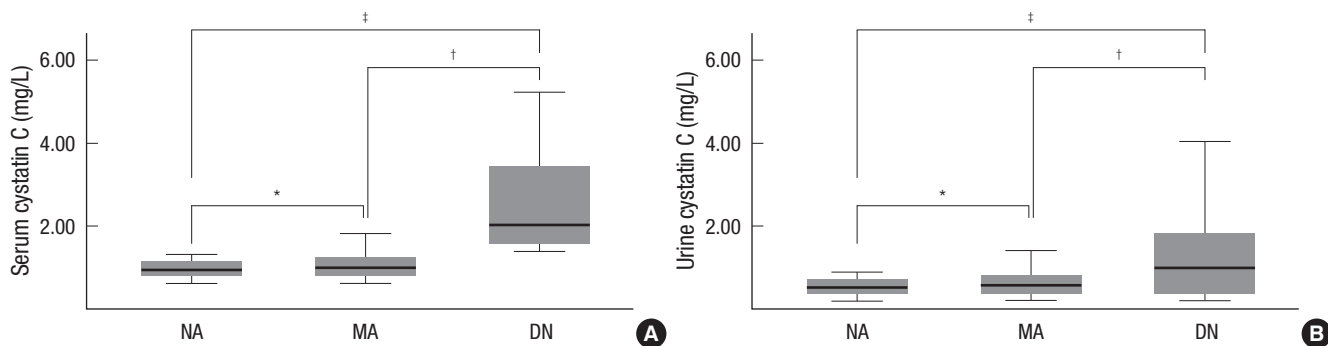 Serum cystatin C (mg/L)
6.00
4.00
2.00
‡
†
*
NA MA DN
A
Urine cystatin C (mg/L)
6.00
4.00
2.00
‡
†
*
NA MA DN
B